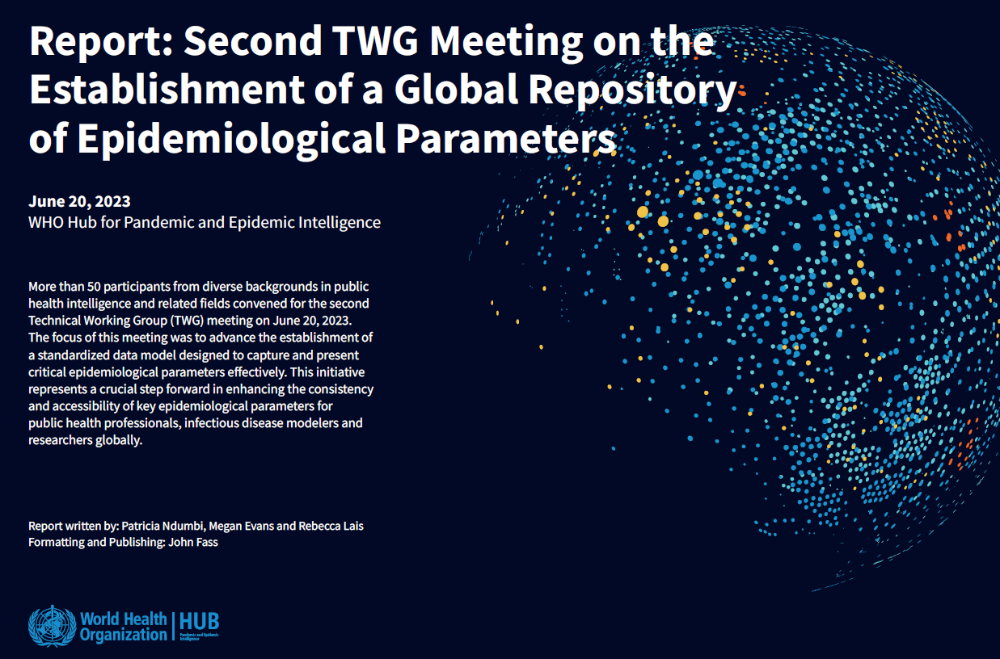 Report: Second TWG Meeting on the
Establishment of a Global Repository
of Epidemiological Parameters
June 20, 2023
WHO Hub for Pandemic and Epidemic Intelligence
More than 50 participants from diverse backgrounds in public
health intelligence and related fields convened for the second
Technical Working Group (TWG) meeting on June 20, 2023.
The focus of this meeting was to advance the establishment of
a standardized data model designed to capture and present
critical epidemiological parameters effectively. This initiative
represents a crucial step forward in enhancing the consistency
and accessibility of key epidemiological parameters for
public health professionals, infectious disease modelers and
researchers globally.
Report written by: Patricia Ndumbi, Megan Evans and Rebecca Lais
Formatting and Publishing: John Fass
World Health
Organization
HUB
Pandemic and Epidemic
Intelligence